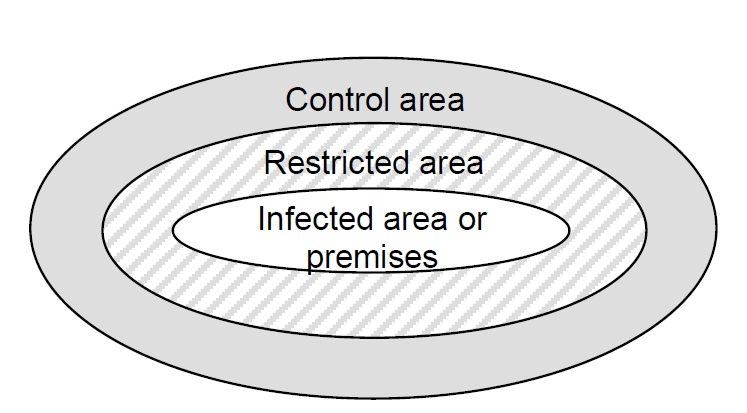 Control area
Restricted area
Infected area or
premises